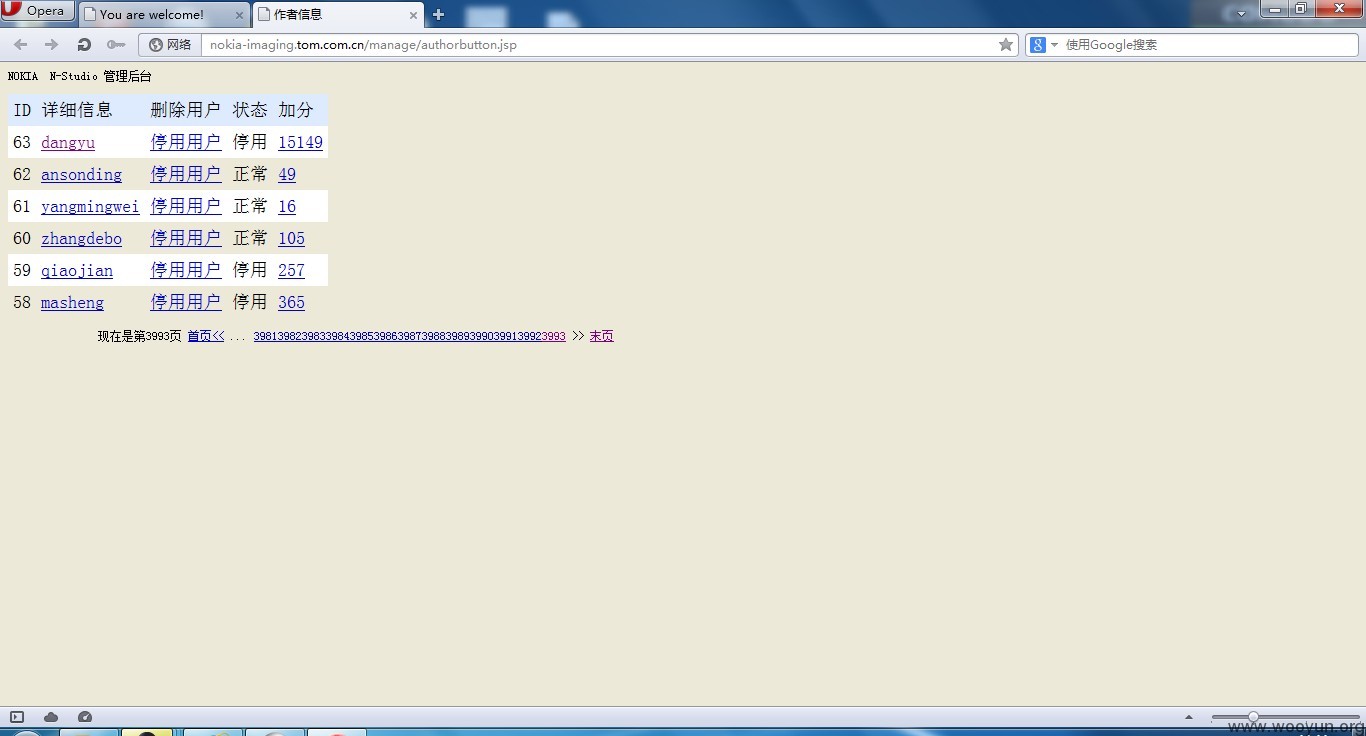 Opera
You are welcome!
作者信息
网络
nokia-imaging.tom.com.cn/manage/authorbutton.jsp
使用Google搜索
NOKIA N-Studio 管理后台
ID 详细信息 删除用户 状态 加分
63 dangyu 停用用户 停用 15149
62 ansonding 停用用户 正常 49
61 yangmingwei 停用用户 正常 16
60 zhangdebo 停用用户 正常 105
59 qiaojian 停用用户 停用 257
58 masheng 停用用户 停用 365
现在是第3993页 首页<< ... 3981398239833984398539863987398839893990399139923993 >> 末页
www.wooyun.org